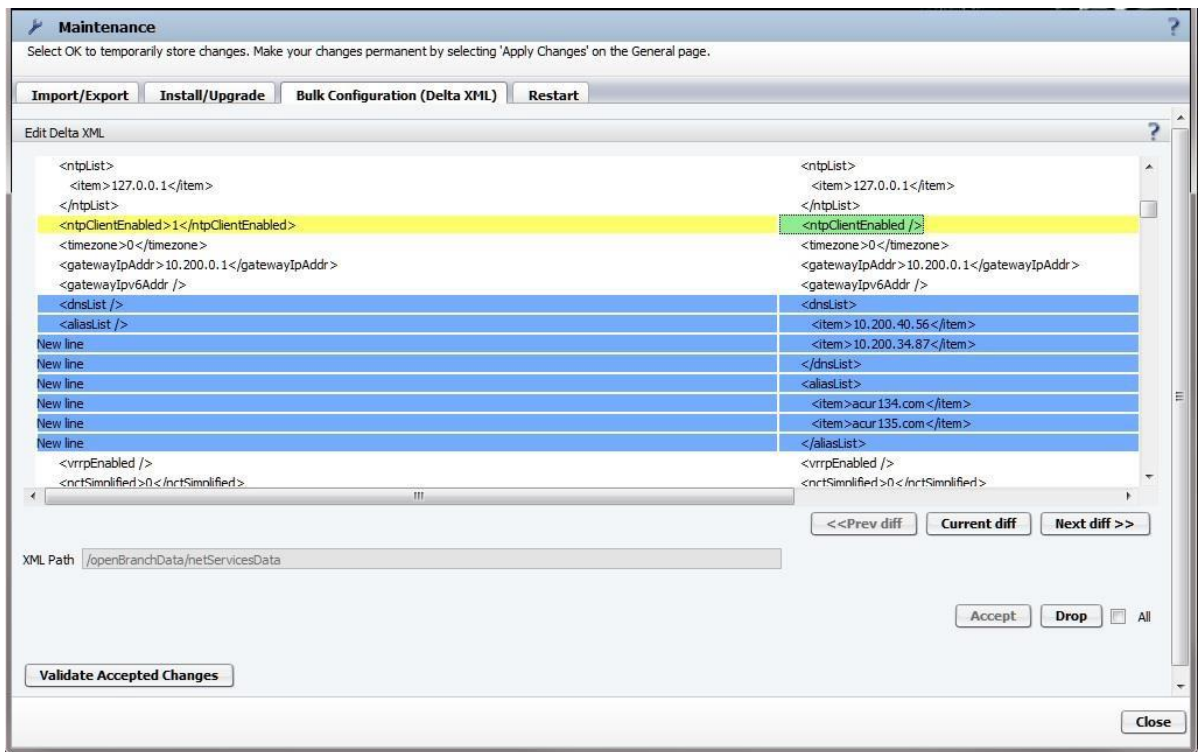 Maintenance
?
Select OK to temporarily store changes. Make your changes permanent by selecting 'Apply Changes' on the General page.
Import/Export Install/Upgrade Bulk Configuration (Delta XML) Restart
Edit Delta XML ?
<ntpList> <ntpList>
<item>127.0.0.1</item> <item>127.0.0.1</item>
</ntpList> </ntpList>
<ntpClientEnabled>1</ntpClientEnabled> <ntpClientEnabled />
<timezone>0</timezone> <timezone>0</timezone>
<gatewayIpAddr>10.200.0.1</gatewayIpAddr> <gatewayIpAddr>10.200.0.1</gatewayIpAddr>
<gatewayIpv6Addr /> <gatewayIpv6Addr />
<dnsList /> <dnsList>
<aliasList /> <item>10.200.40.56</item>
New line <item>10.200.34.87</item>
New line </dnsList>
New line <aliasList>
New line <item>acur134.com</item>
New line <item>acur135.com</item>
New line </aliasList>
<vrrpEnabled /> <vrrpEnabled />
<nctSimplified>0</nctSimplified> <nctSimplified>0</nctSimplified>
<<Prev diff Current diff Next diff >>
XML Path /openBranchData/netServicesData
Accept Drop All
Validate Accepted Changes
Close